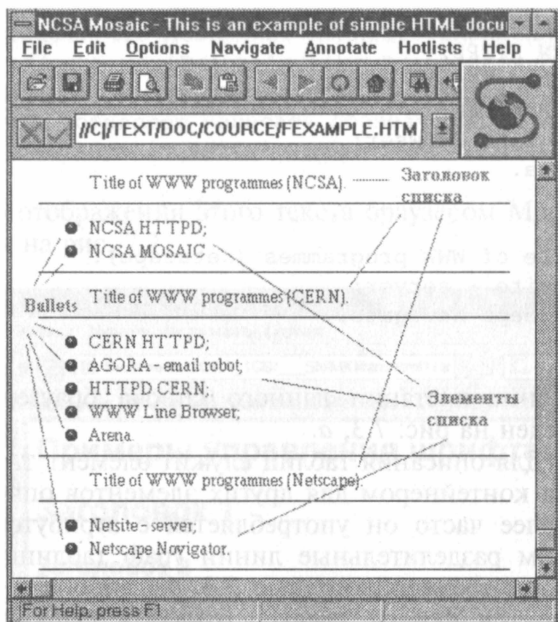 NCSA Mosaic - This is an example of simple HTML docu
File Edit Options Navigate Annotate Hotlists Help
//C|/TEXT/DOC/COURCE/FEXAMPLE.HTM
Title of WWW programmes (NCSA).
Заголовок
списка
NCSA HTTPD;
NCSA MOSAIC
Bullets
Title of WWW programmes (CERN).
CERN HTTPD;
AGORA - email robot;
HTTPD CERN;
WWW Line Browser;
Arena.
Элементы
списка
Title of WWW programmes (Netscape).
Netsite - server;
Netscape Novigator.
For Help, press F1